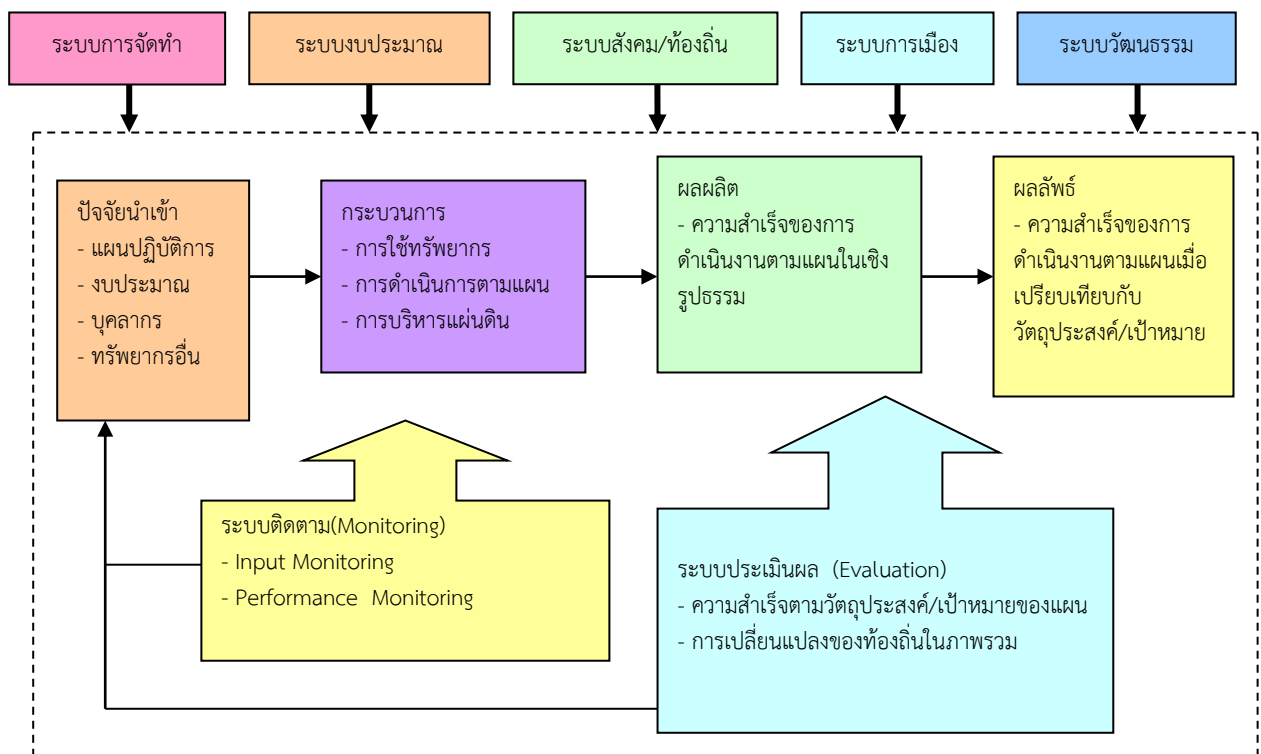 ระบบการจัดทำ
ระบบงบประมาณ
ระบบสังคม/ท้องถิ่น
ระบบการเมือง
ระบบวัฒนธรรม
ปัจจัยนำเข้า
- แผนปฏิบัติการ
- งบประมาณ
- บุคลากร
- ทรัพยากรอื่น
กระบวนการ
- การใช้ทรัพยากร
- การดำเนินการตามแผน
- การบริหารแผ่นดิน
ผลผลิต
- ความสำเร็จของการ
ดำเนินงานตามแผนในเชิง
รูปธรรม
ผลลัพธ์
- ความสำเร็จของการ
ดำเนินงานตามแผนเมื่อ
เปรียบเทียบกับ
วัตถุประสงค์/เป้าหมาย
ระบบติดตาม(Monitoring)
- Input Monitoring
- Performance Monitoring
ระบบประเมินผล (Evaluation)
- ความสำเร็จตามวัตถุประสงค์/เป้าหมายของแผน
- การเปลี่ยนแปลงของท้องถิ่นในภาพรวม